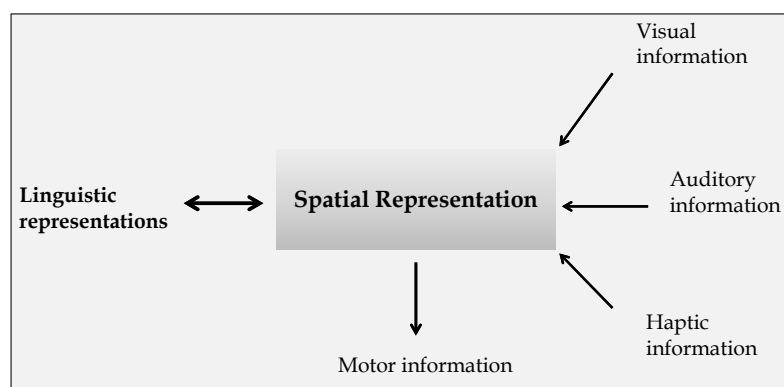 Visual
information
Linguistic
representations
Spatial Representation
Auditory
information
Haptic
information
Motor information